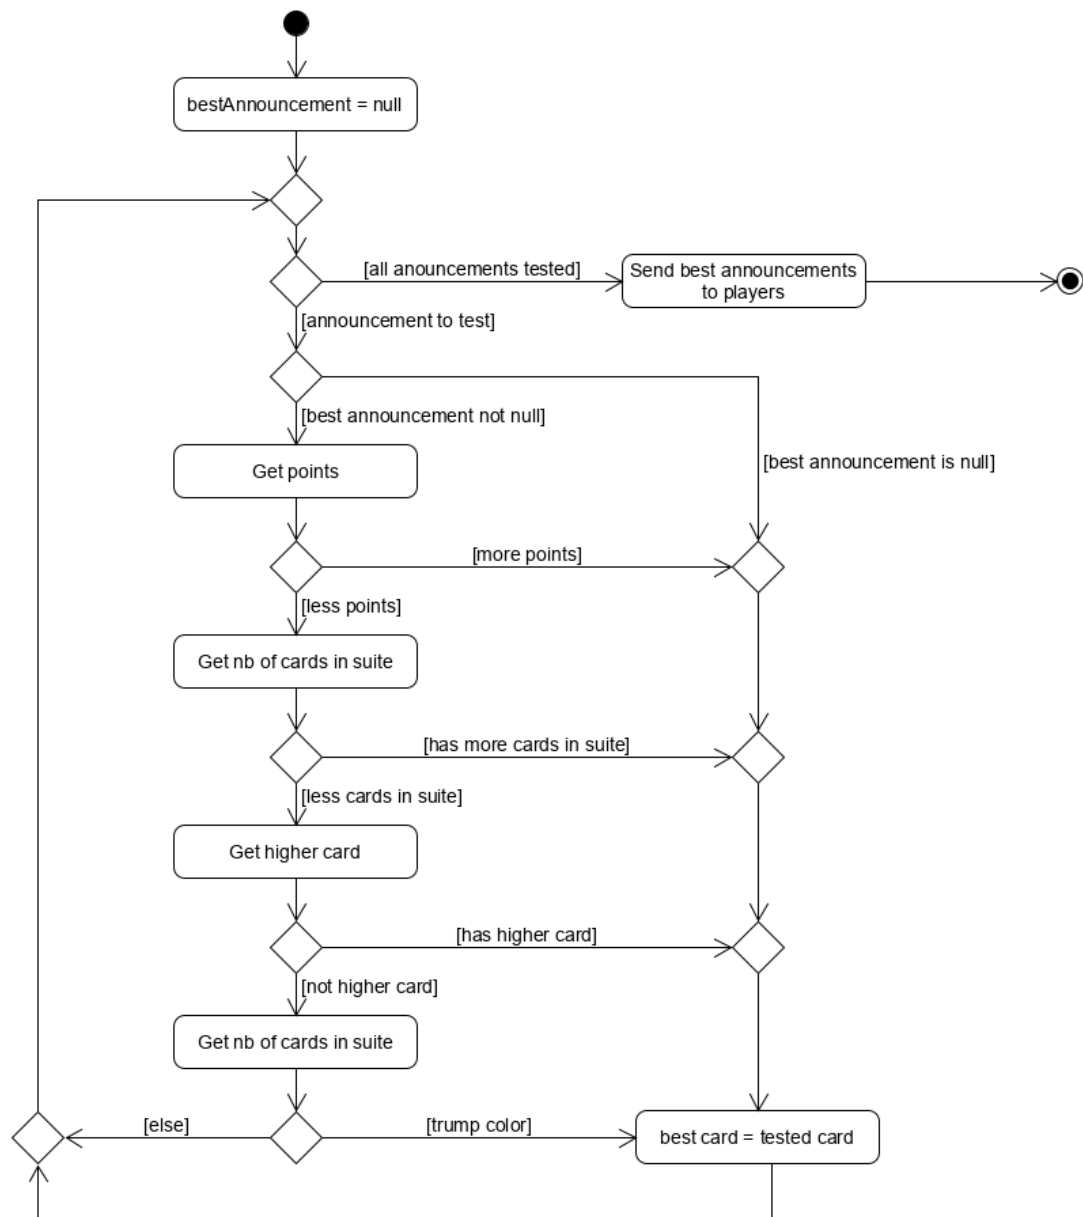 bestAnnouncement = null
[all anouncements tested]
Send best announcements
to players
[announcement to test]
[best announcement not null]
[best announcement is null]
Get points
[more points]
[less points]
Get nb of cards in suite
[has more cards in suite]
[less cards in suite]
Get higher card
[has higher card]
[not higher card]
Get nb of cards in suite
[else]
[trump color]
best card = tested card